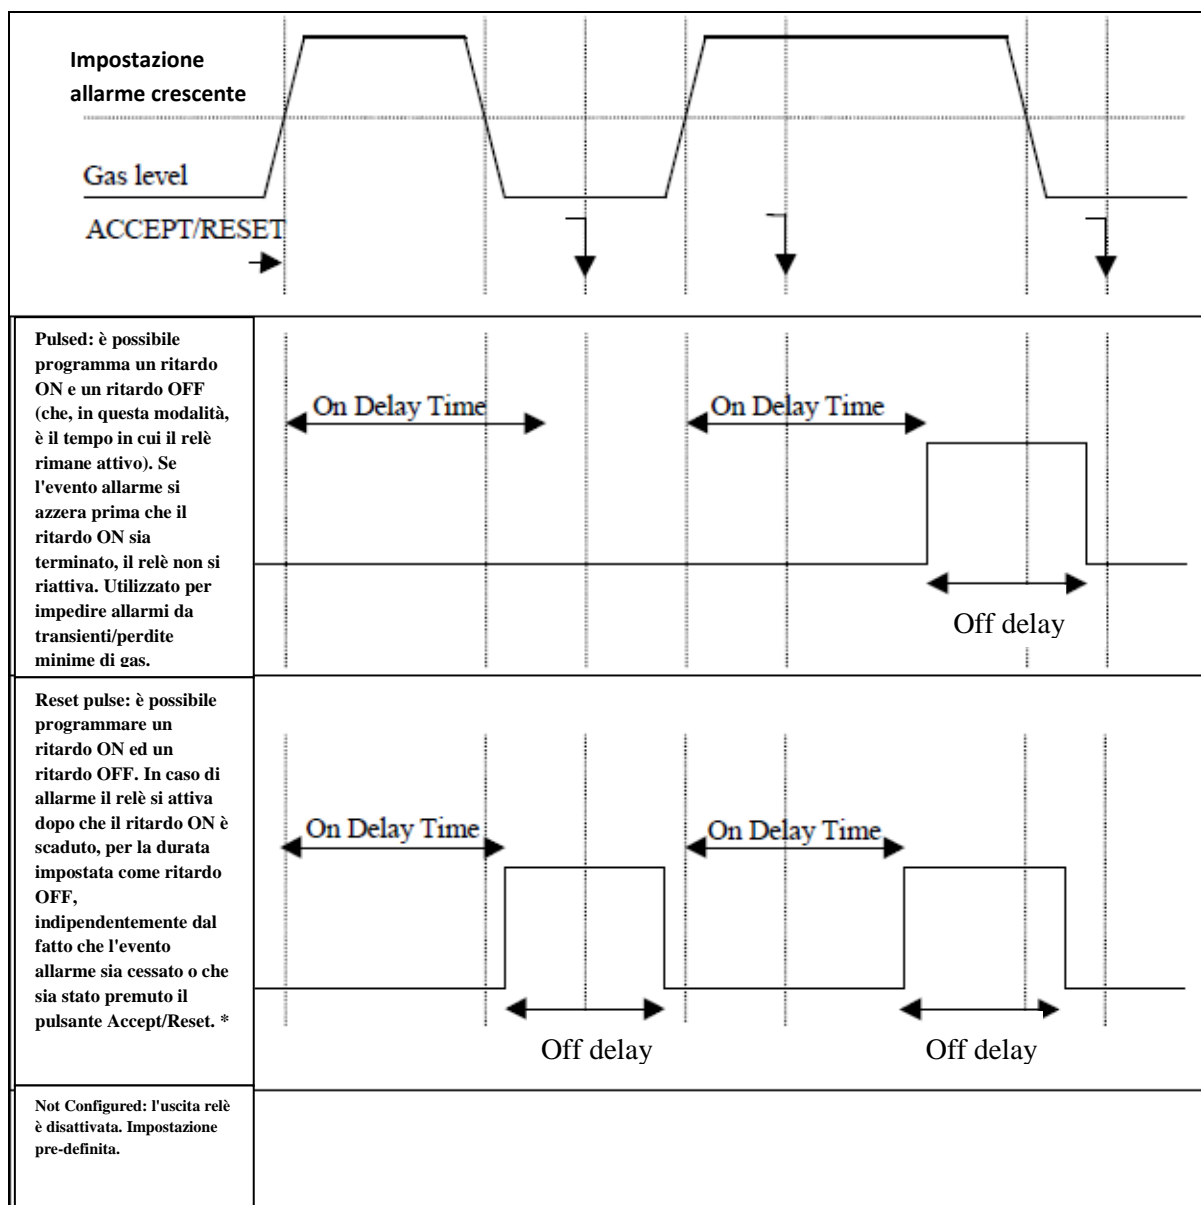 Impostazione
allarme crescente
Gas level
ACCEPT/RESET
Pulsed: è possibile
programma un ritardo
ON e un ritardo OFF
(che, in questa modalità,
è il tempo in cui il relè
rimane attivo). Se
l'evento allarme si
azzera prima che il
ritardo ON sia
terminato, il relè non si
riattiva. Utilizzato per
impedire allarmi da
transienti/perdite
minime di gas.
On Delay Time
On Delay Time
Off delay
Reset pulse: è possibile
programmare un
ritardo ON ed un
ritardo OFF. In caso di
allarme il relè si attiva
dopo che il ritardo ON è
scaduto, per la durata
impostata come ritardo
OFF,
indipendentemente dal
fatto che l'evento
allarme sia cessato o che
sia stato premuto il
pulsante Accept/Reset. *
On Delay Time
On Delay Time
Off delay
Off delay
Not Configured: l'uscita relè
è disattivata. Impostazione
pre-definita.